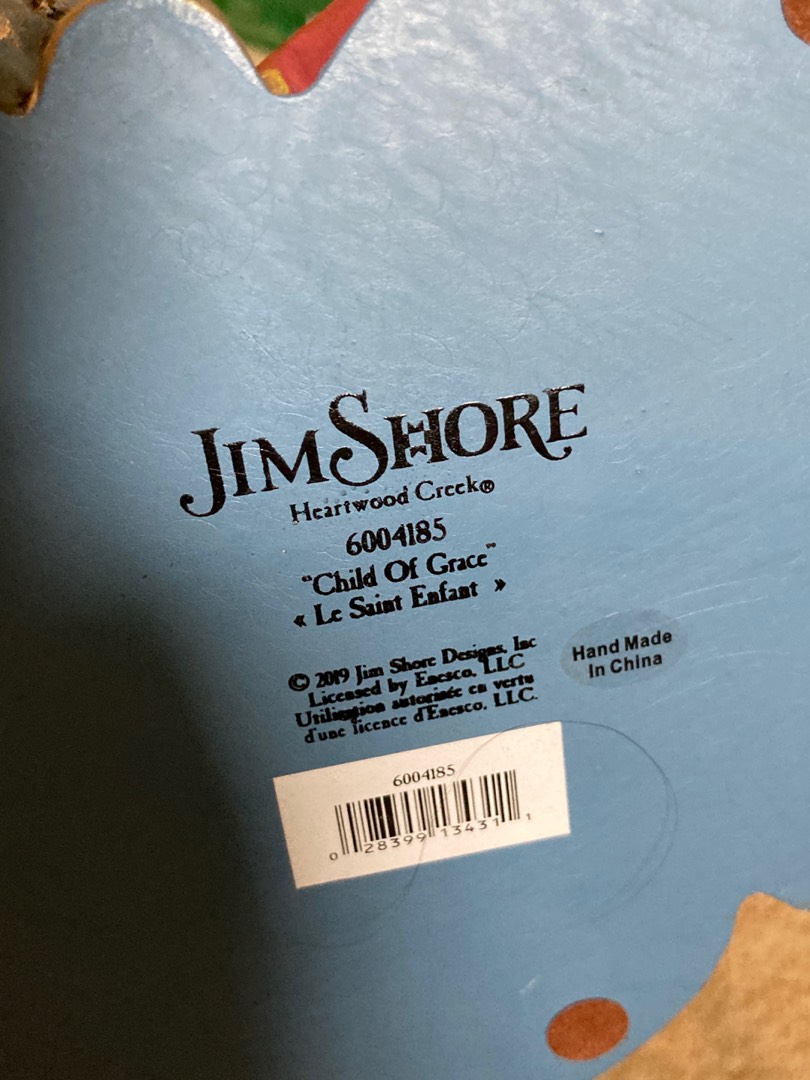 JIM SHORE
Heartwood Creek®
6004185
"Child Of Grace"
« Le Saint Enfant »
© 2019 Jim Shore Designs, Inc
Licensed by Enesco, LLC
Utilisation autorisée en vertu
d'une licence d'Enesco, LLC.
Hand Made
In China
6004185
0 28399 13431 1